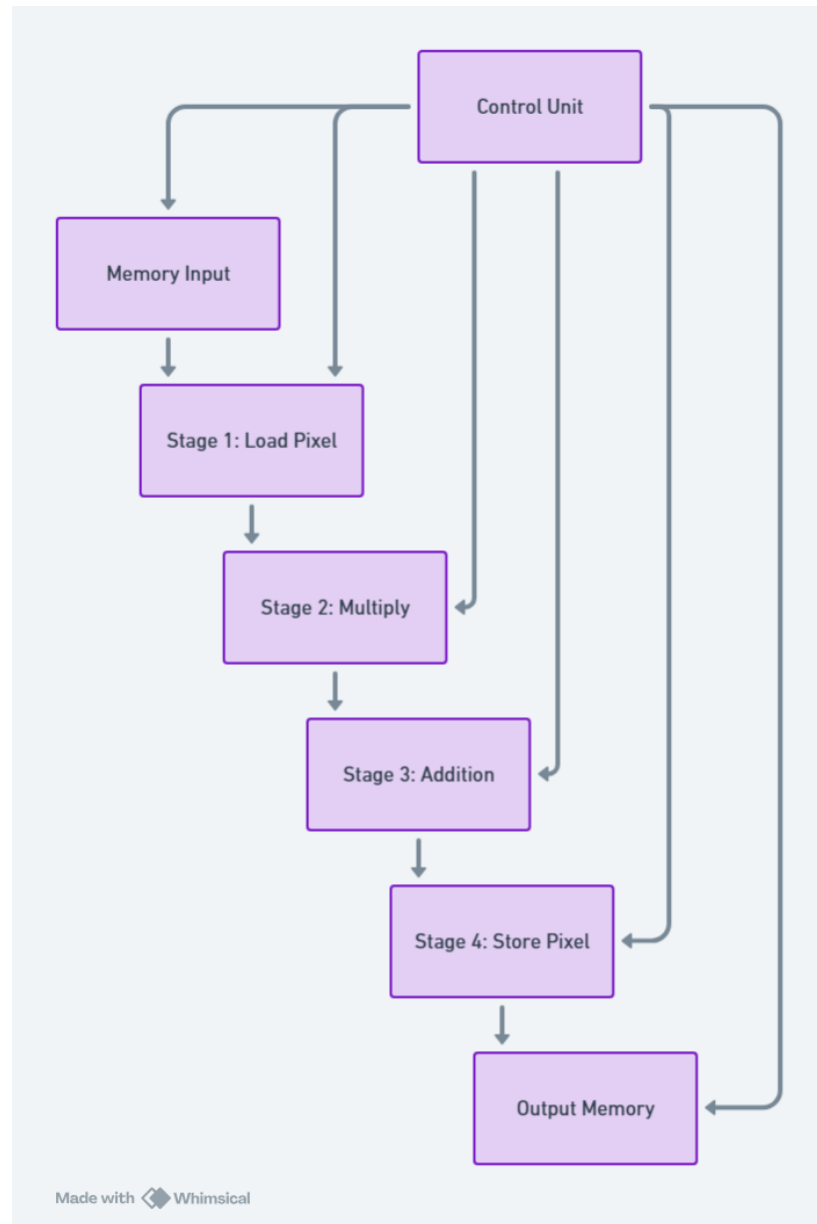 Control Unit
Memory Input
Stage 1: Load Pixel
Stage 2: Multiply
Stage 3: Addition
Stage 4: Store Pixel
Output Memory
Made with Whimsical